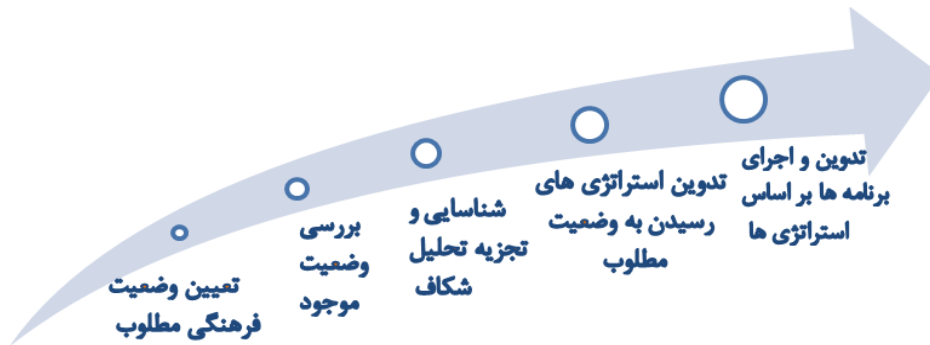 تعیین وضعیت
فرهنگی مطلوب
بررسی
وضعیت
موجود
شناسایی و
تجزیه تحلیل
شکاف
تدوین استراتژی های
رسیدن به وضعیت
مطلوب
تدوین و اجرای
برنامه ها بر اساس
استراتژی ها